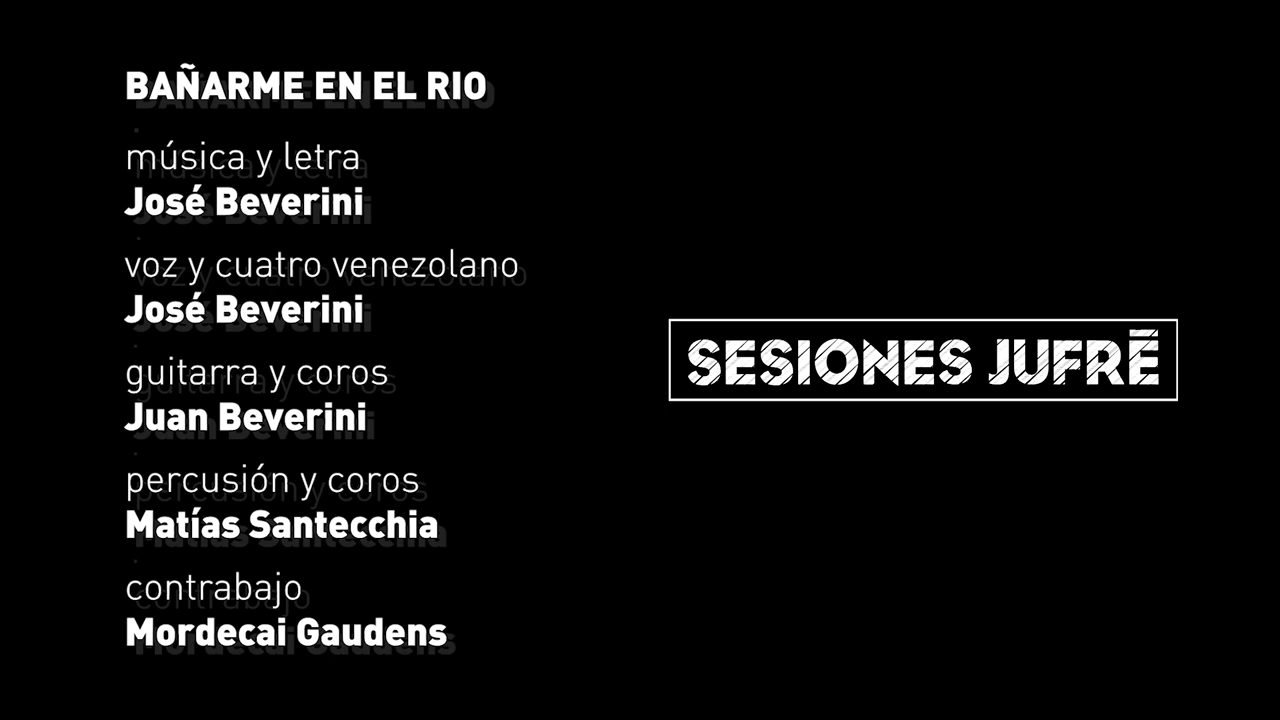 BAÑARME EN EL RIO
música y letra
José Beverini
voz y cuatro venezolano
José Beverini
guitarra y coros
Juan Beverini
percusión y coros
Matías Santecchia
contrabajo
Mordecai Gaudens
SESIONES JUFRĒ